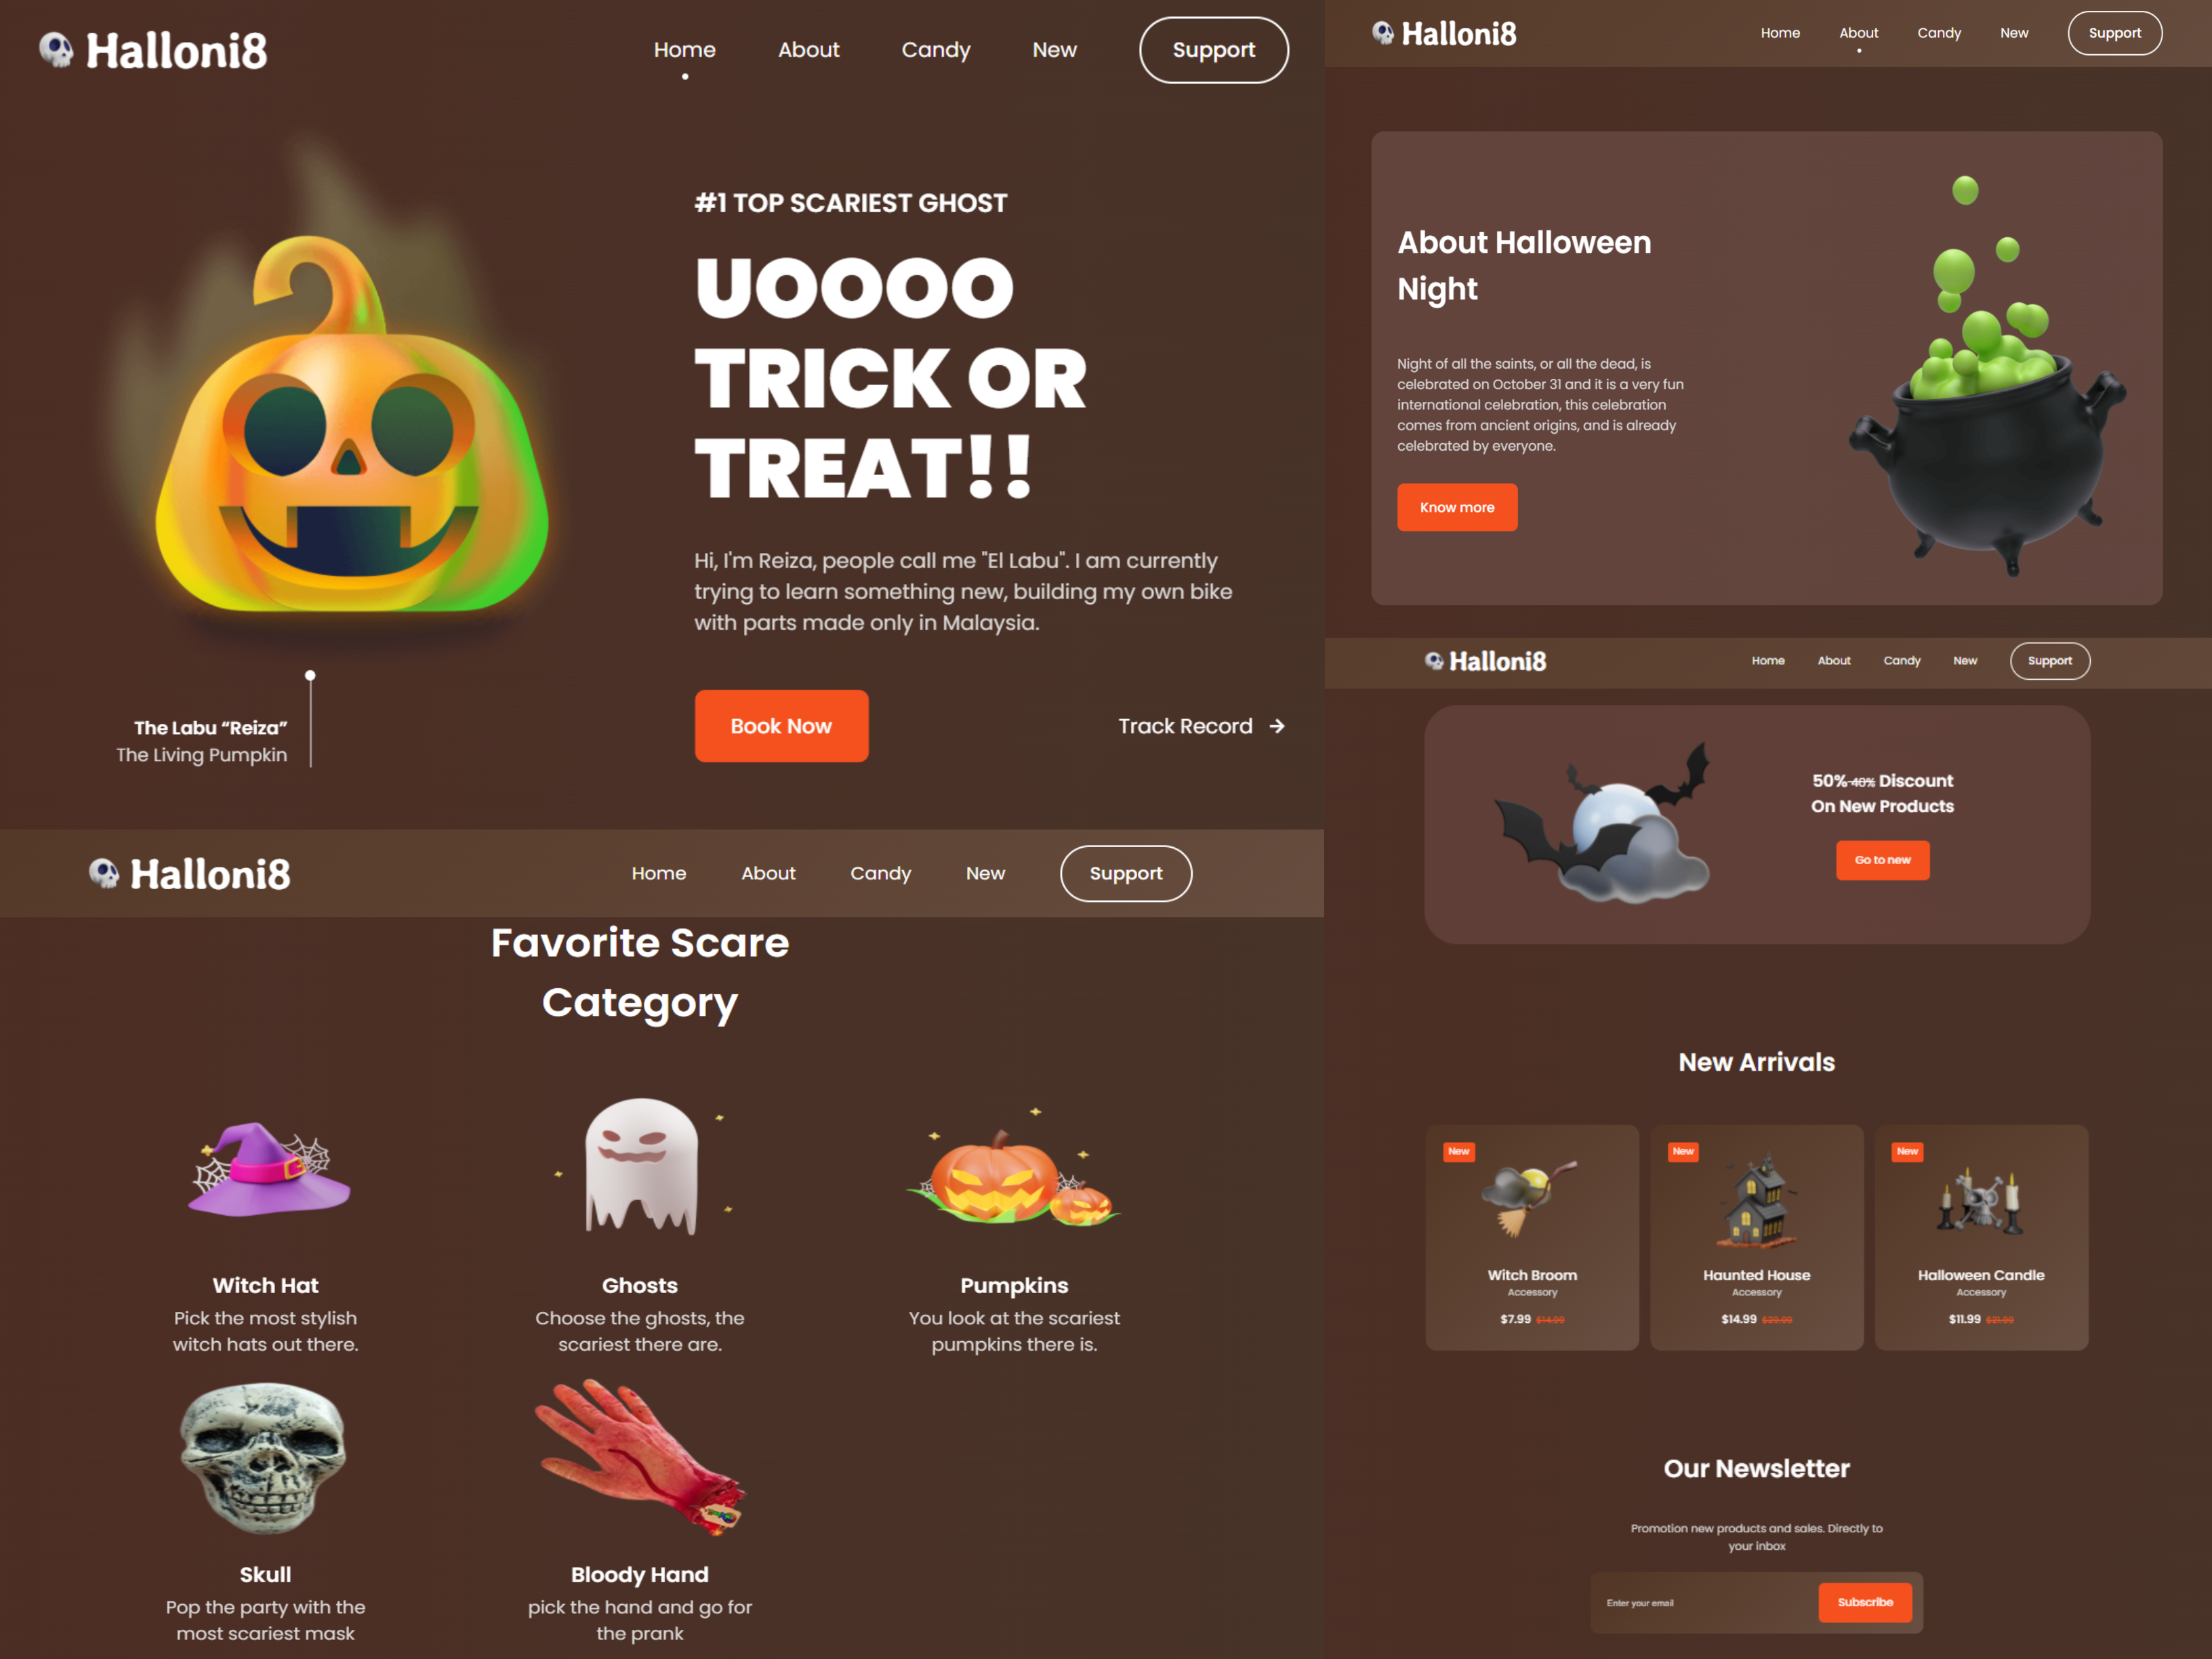 Halloni8
Home About Candy New Support
#1 TOP SCARIEST GHOST
UOOOO
TRICK OR
TREAT!!
Hi, I'm Reiza, people call me "El Labu". I am currently
trying to learn something new, building my own bike
with parts made only in Malaysia.
Book Now
Track Record
The Labu “Reiza”
The Living Pumpkin
Halloni8
Home About Candy New Support
Favorite Scare
Category
Witch Hat
Pick the most stylish
witch hats out there.
Ghosts
Choose the ghosts, the
scariest there are.
Pumpkins
You look at the scariest
pumpkins there is.
Skull
Pop the party with the
most scariest mask
Bloody Hand
pick the hand and go for
the prank
Halloni8
Home About Candy New Support
About Halloween
Night
Night of all the saints, or all the dead, is
celebrated on October 31 and it is a very fun
international celebration, this celebration
comes from ancient origins, and is already
celebrated by everyone.
Know more
Halloni8
Home About Candy New Support
50% 40% Discount
On New Products
Go to new
New Arrivals
New
Witch Broom
Accessory
$7.99 $14.99
New
Haunted House
Accessory
$14.99 $29.99
New
Halloween Candle
Accessory
$11.99 $21.99
Our Newsletter
Promotion new products and sales. Directly to
your inbox
Enter your email
Subscribe